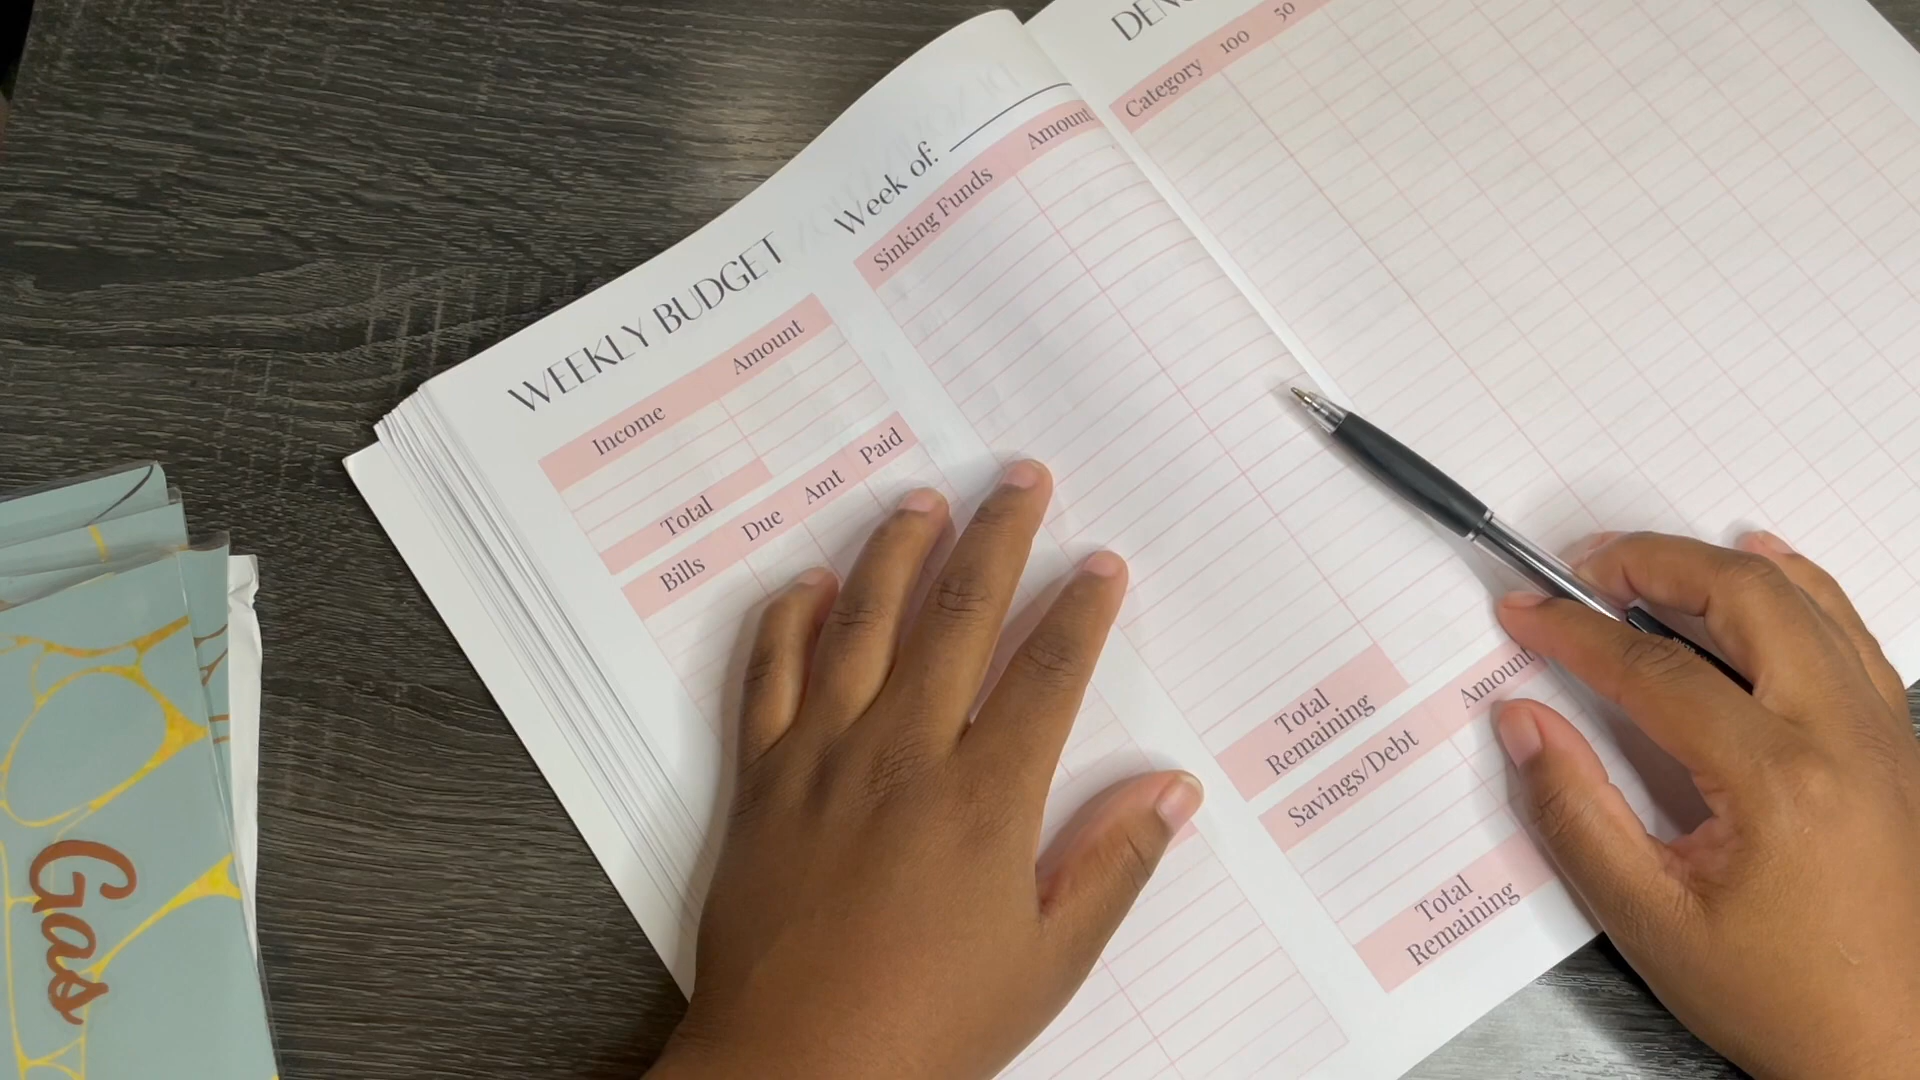 WEEKLY BUDGET
Week of:
Income Amount
Total
Bills Due Amt Paid
Sinking Funds Amount
Total
Remaining
Savings/Debt Amount
Total
Remaining
Category 100 50
Gas